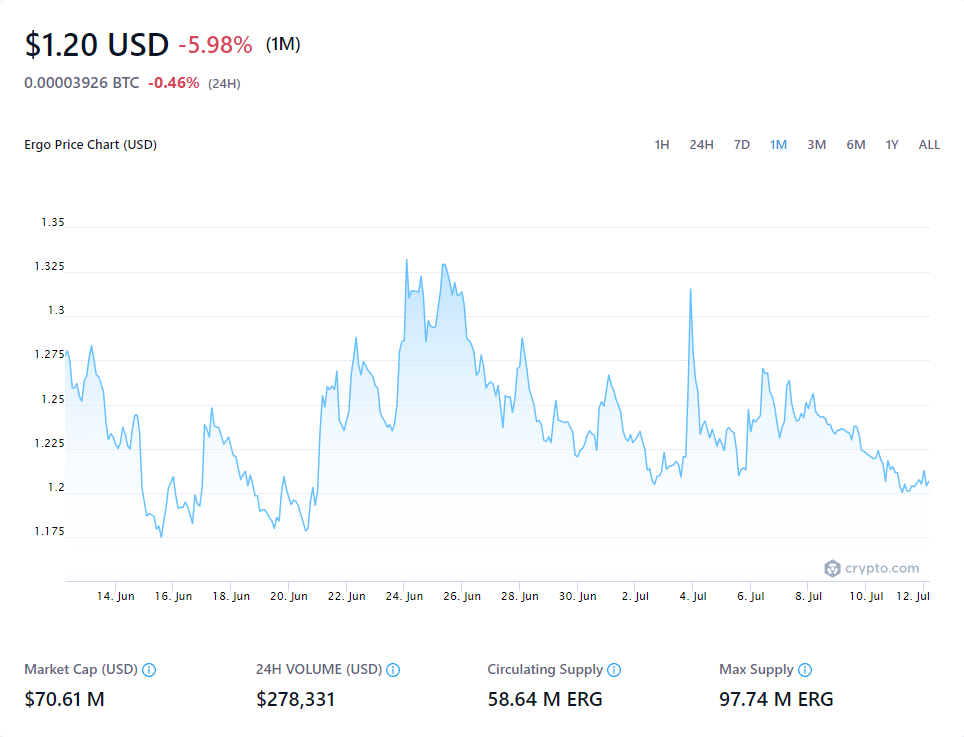 $1.20 USD -5.98% (1M)
0.00003926 BTC -0.46% (24H)
Ergo Price Chart (USD)
1H 24H 7D 1M 3M 6M 1Y ALL
1.35
1.325
1.3
1.275
1.25
1.225
1.2
1.175
crypto.com
14. Jun 16. Jun 18. Jun 20. Jun 22. Jun 24. Jun 26. Jun 28. Jun 30. Jun 2. Jul 4. Jul 6. Jul 8. Jul 10. Jul 12. Jul
Market Cap (USD) 24H VOLUME (USD) Circulating Supply Max Supply
$70.61 M $278,331 58.64 M ERG 97.74 M ERG